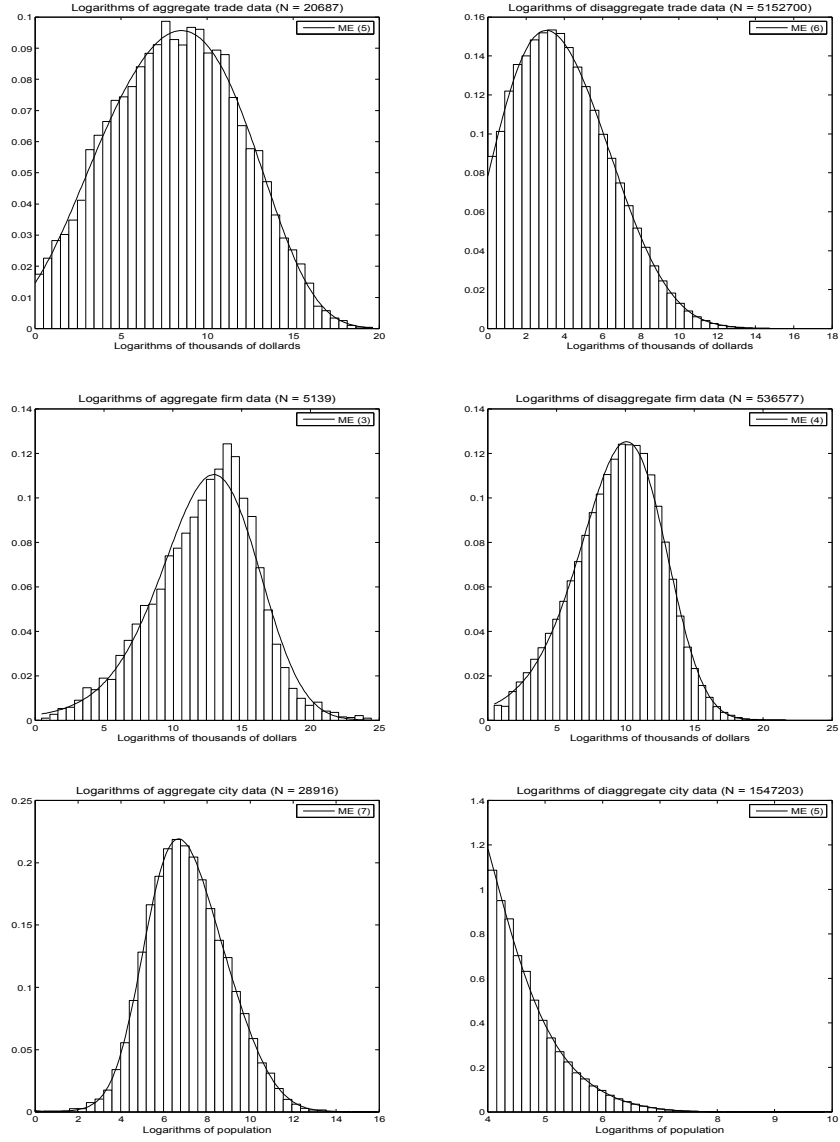 Logarithms of aggregate trade data (N = 20687)
ME (5)
0.1
0.09
0.08
0.07
0.06
0.05
0.04
0.03
0.02
0.01
0
0 5 10 15 20
Logarithms of thousands of dollards
Logarithms of disaggregate trade data (N = 5152700)
ME (6)
0.16
0.14
0.12
0.1
0.08
0.06
0.04
0.02
0
0 2 4 6 8 10 12 14 16 18
Logarithms of thousands of dollards
Logarithms of aggregate firm data (N = 5139)
ME (3)
0.14
0.12
0.1
0.08
0.06
0.04
0.02
0
0 5 10 15 20 25
Logarithms of thousands of dollars
Logarithms of disaggregate firm data (N = 536577)
ME (4)
0.14
0.12
0.1
0.08
0.06
0.04
0.02
0
0 5 10 15 20 25
Logarithms of thousands of dollars
Logarithms of aggregate city data (N = 28916)
ME (7)
0.25
0.2
0.15
0.1
0.05
0
0 2 4 6 8 10 12 14 16
Logarithms of population
Logarithms of diaggregate city data (N = 1547203)
ME (5)
1.4
1.2
1
0.8
0.6
0.4
0.2
0
4 5 6 7 8 9 10
Logarithms of population